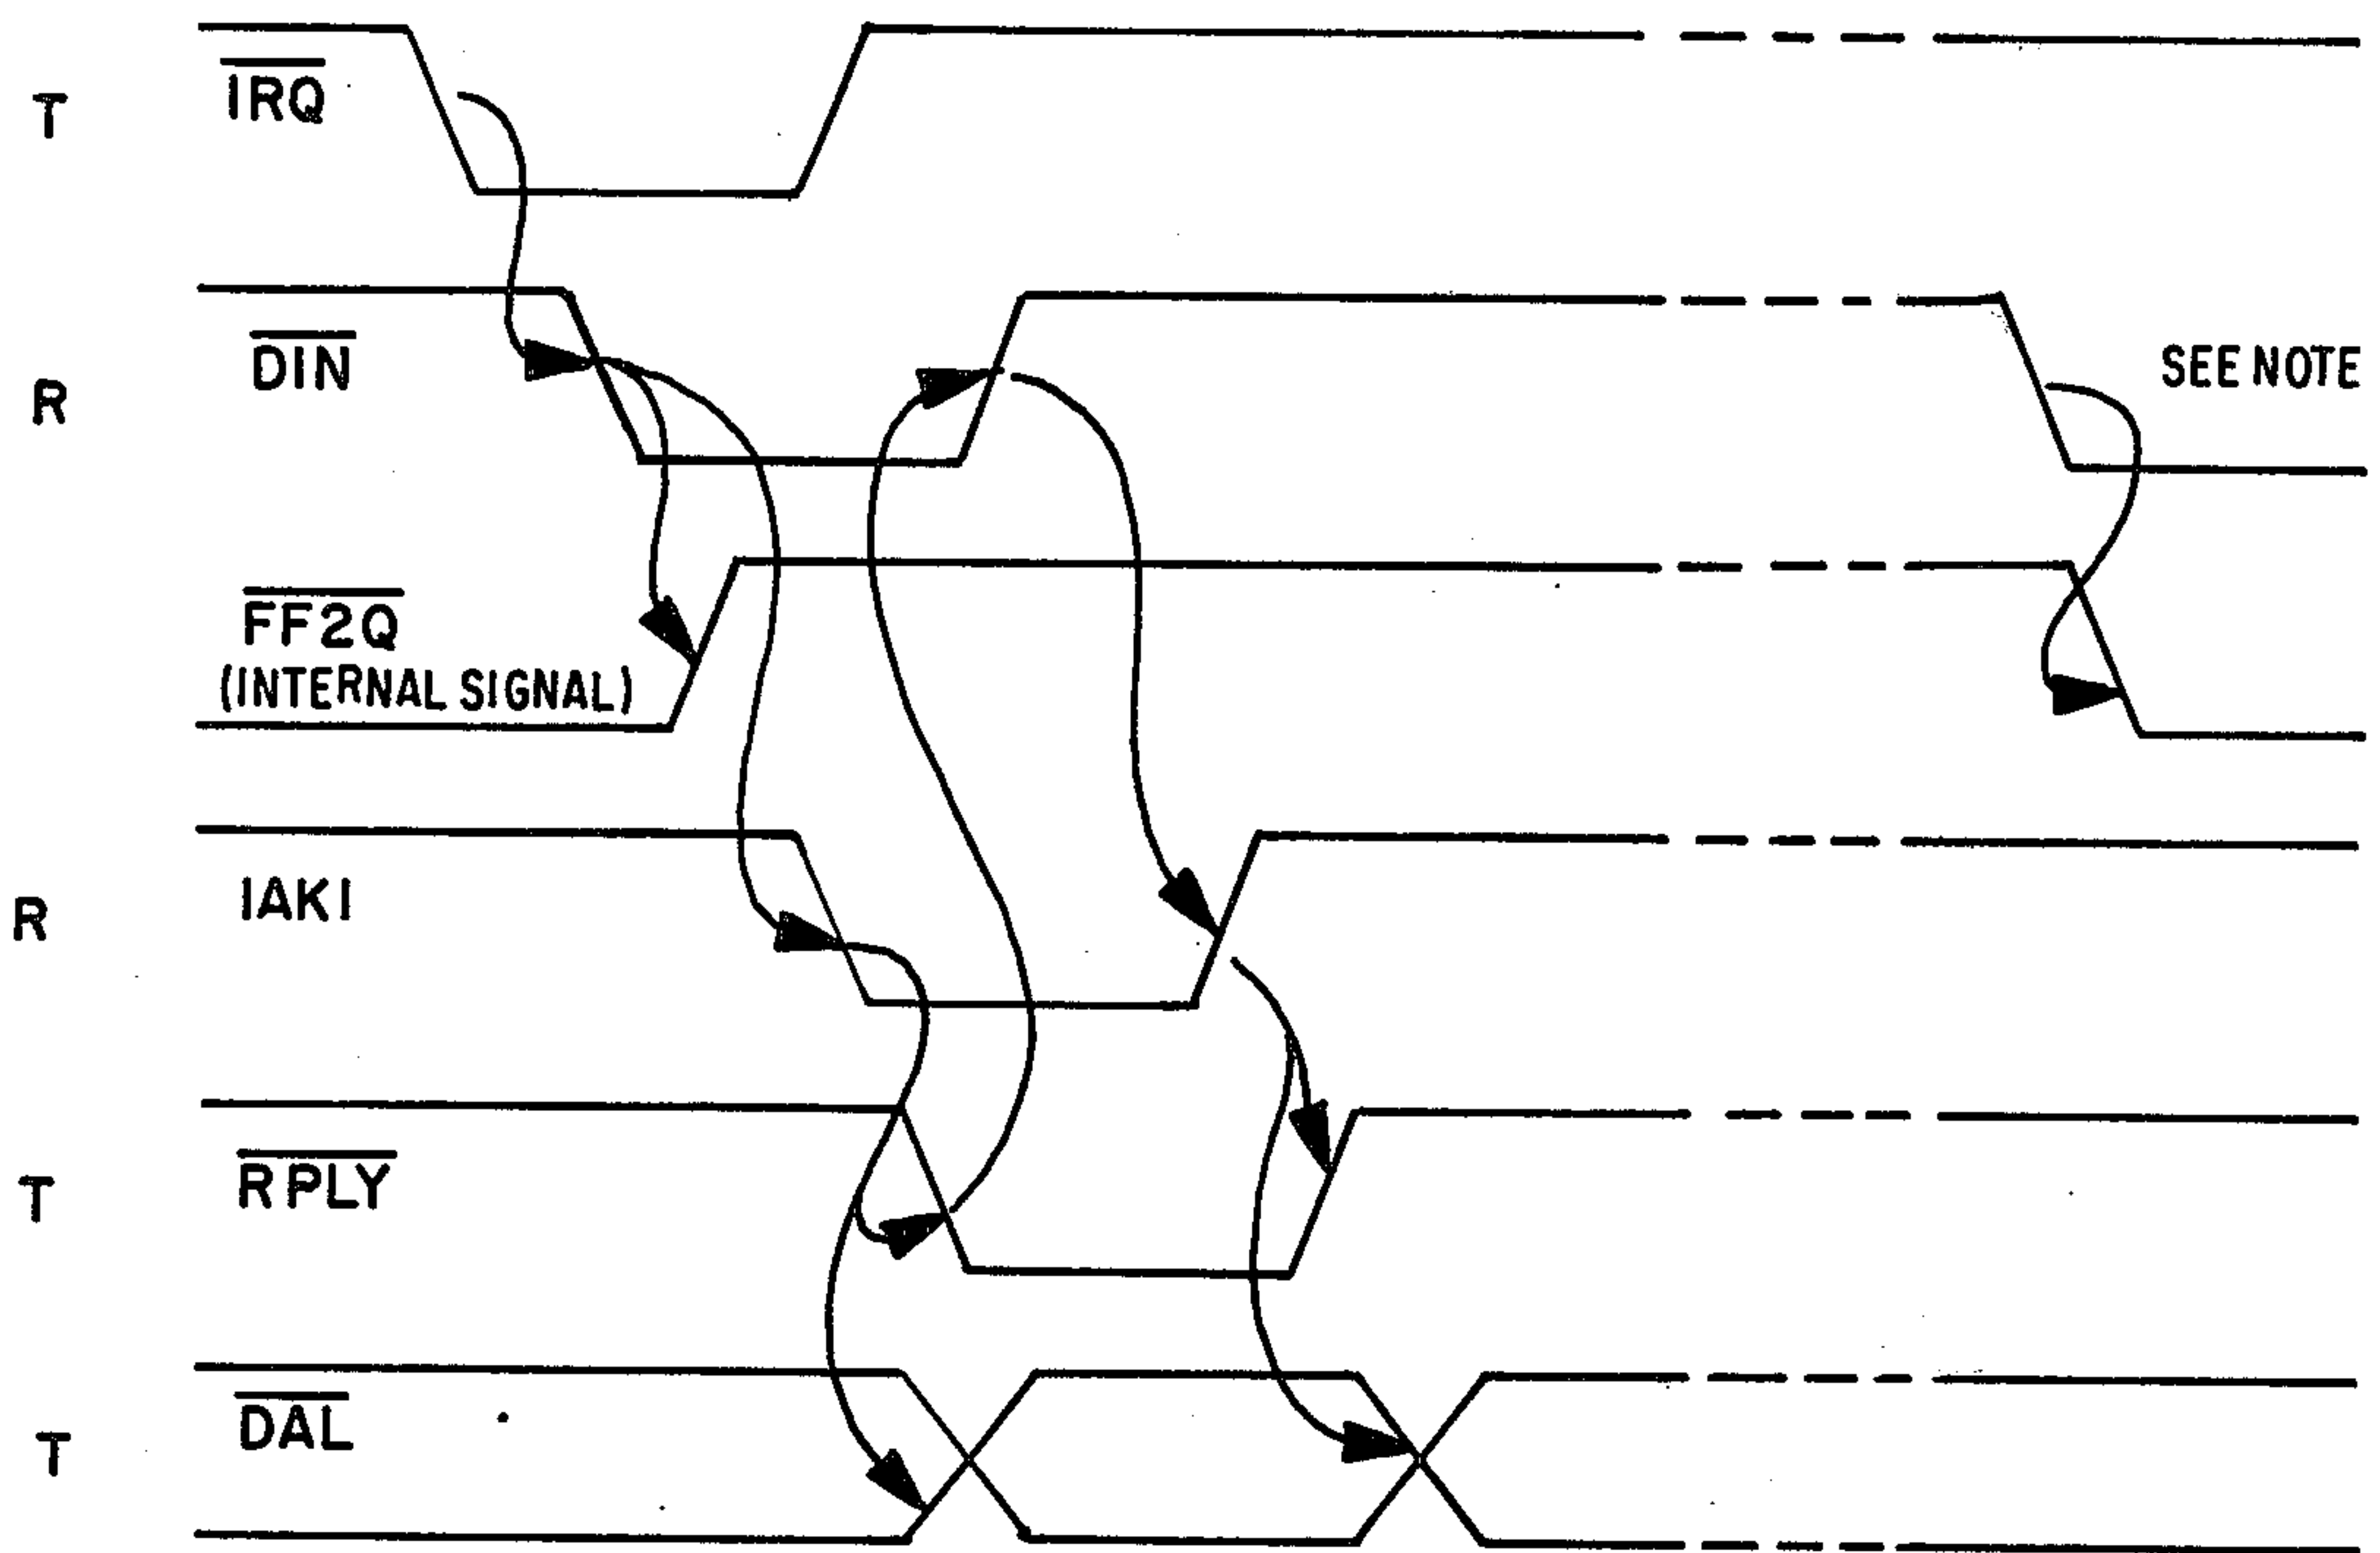 T
IRQ
R
DIN
SEE NOTE
FF2Q
(INTERNAL SIGNAL)
R
IAKI
T
RPLY
T
DAL